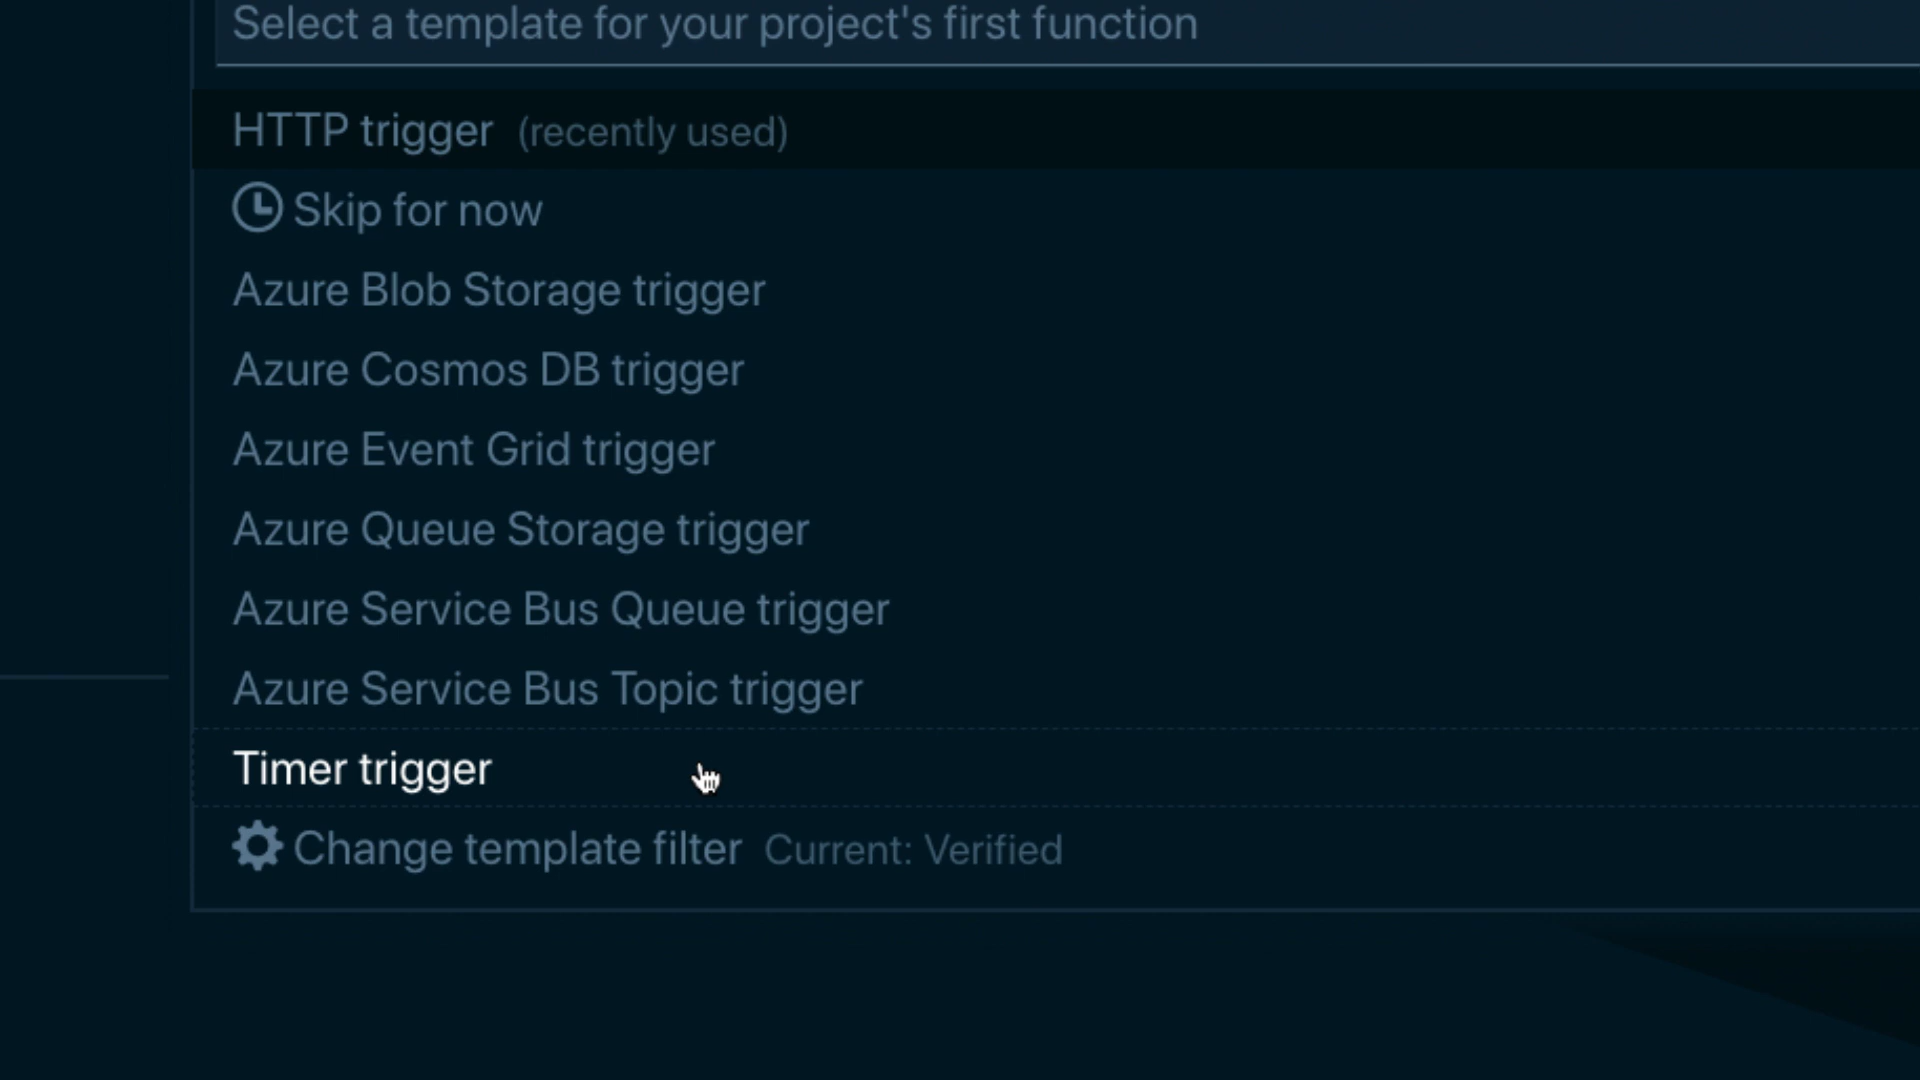 Select a template for your project's first function
HTTP trigger (recently used)
Skip for now
Azure Blob Storage trigger
Azure Cosmos DB trigger
Azure Event Grid trigger
Azure Queue Storage trigger
Azure Service Bus Queue trigger
Azure Service Bus Topic trigger
Timer trigger
Change template filter Current: Verified